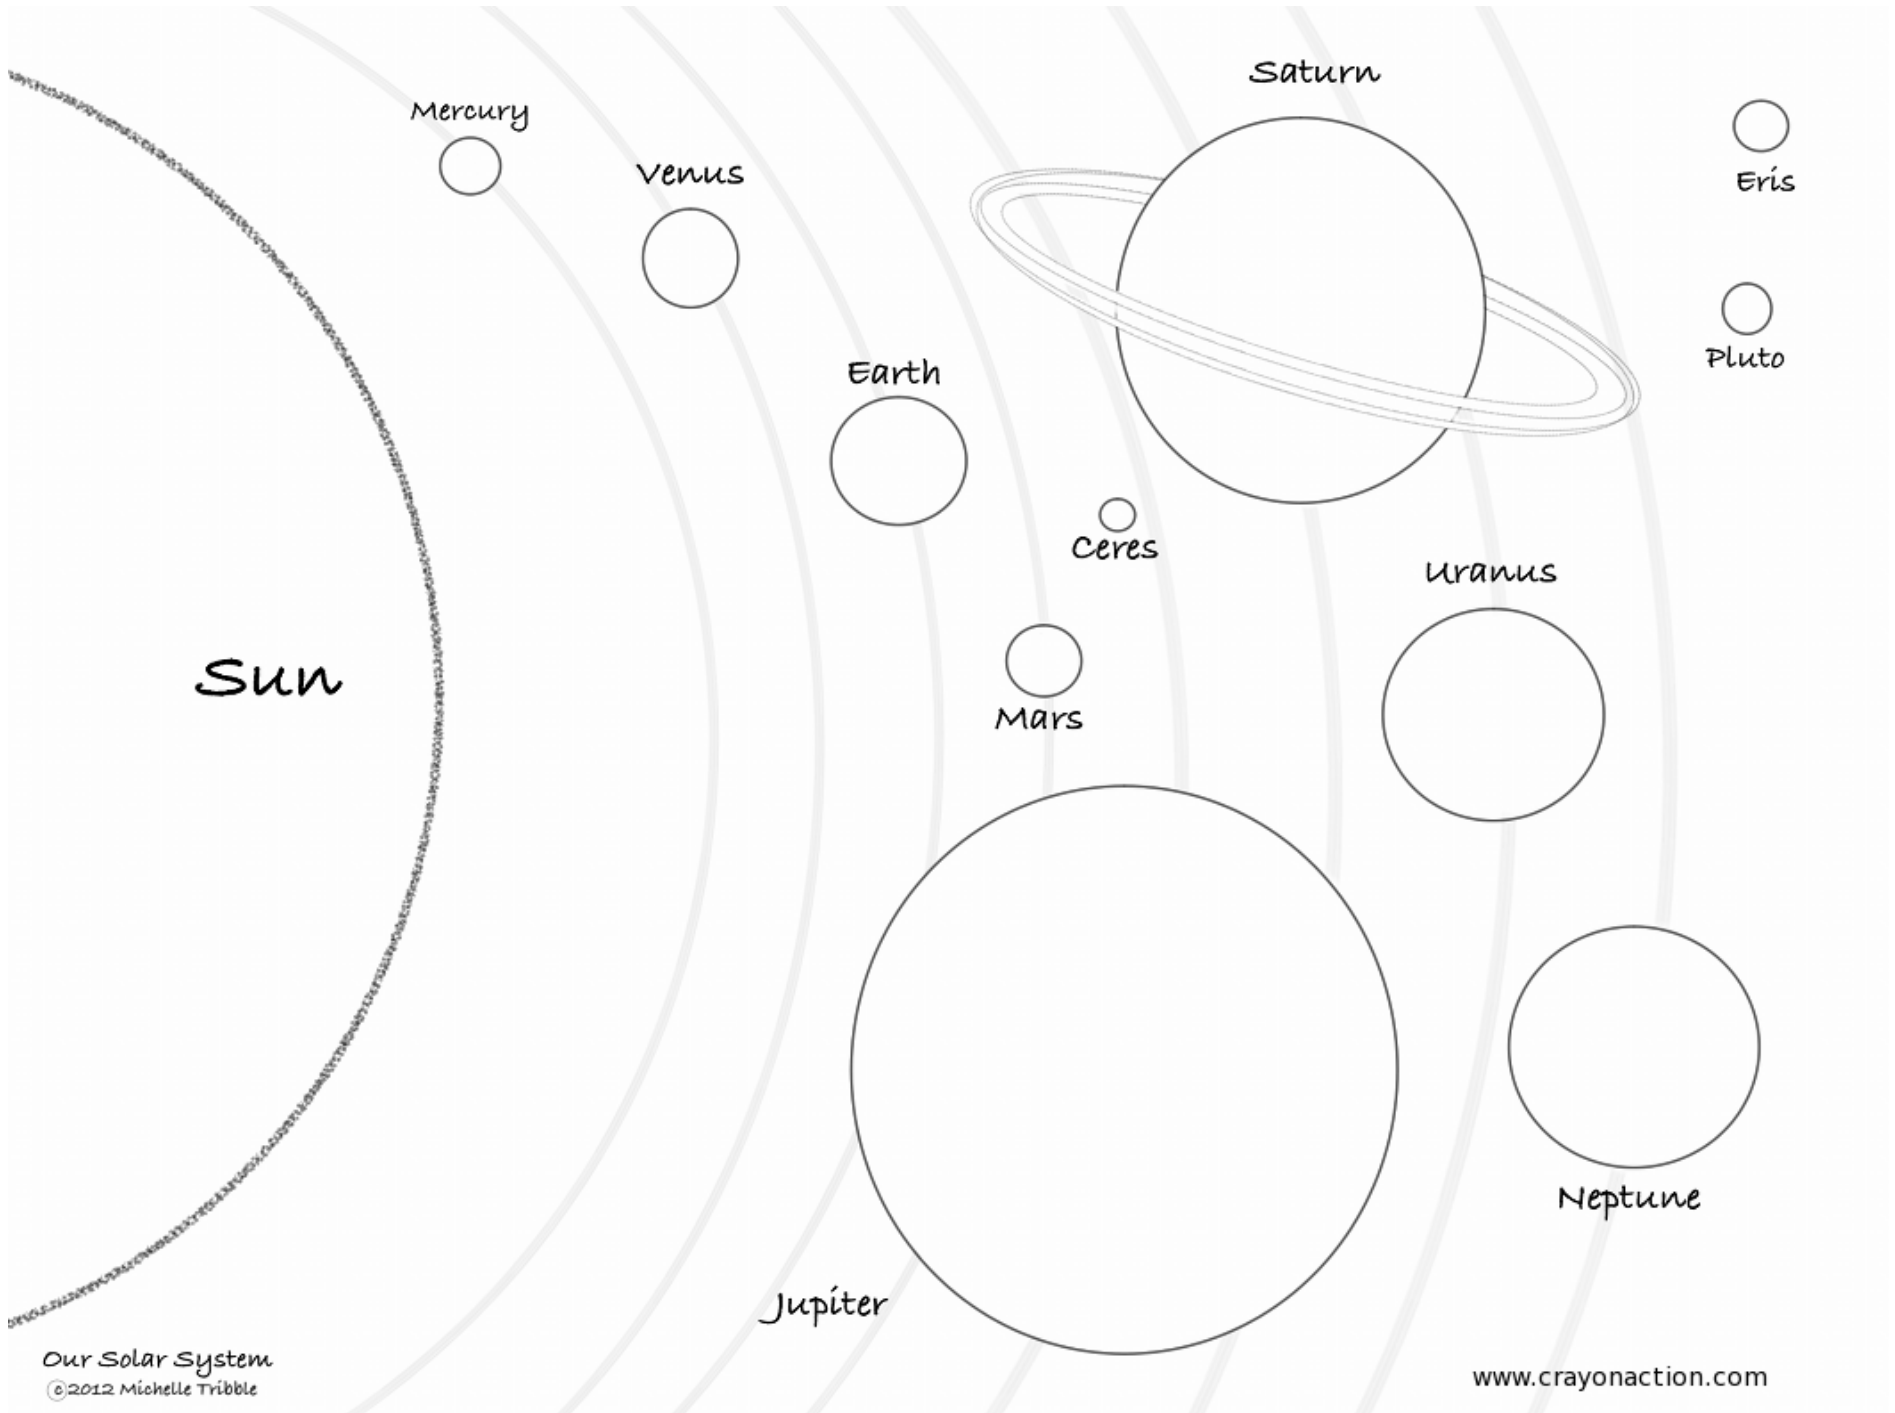 Saturn
Mercury
Venus
Eris
Pluto
Earth
Ceres
Uranus
Sun
Mars
Neptune
Jupiter
Our Solar System
©2012 Michelle Tribble
www.crayonaction.com